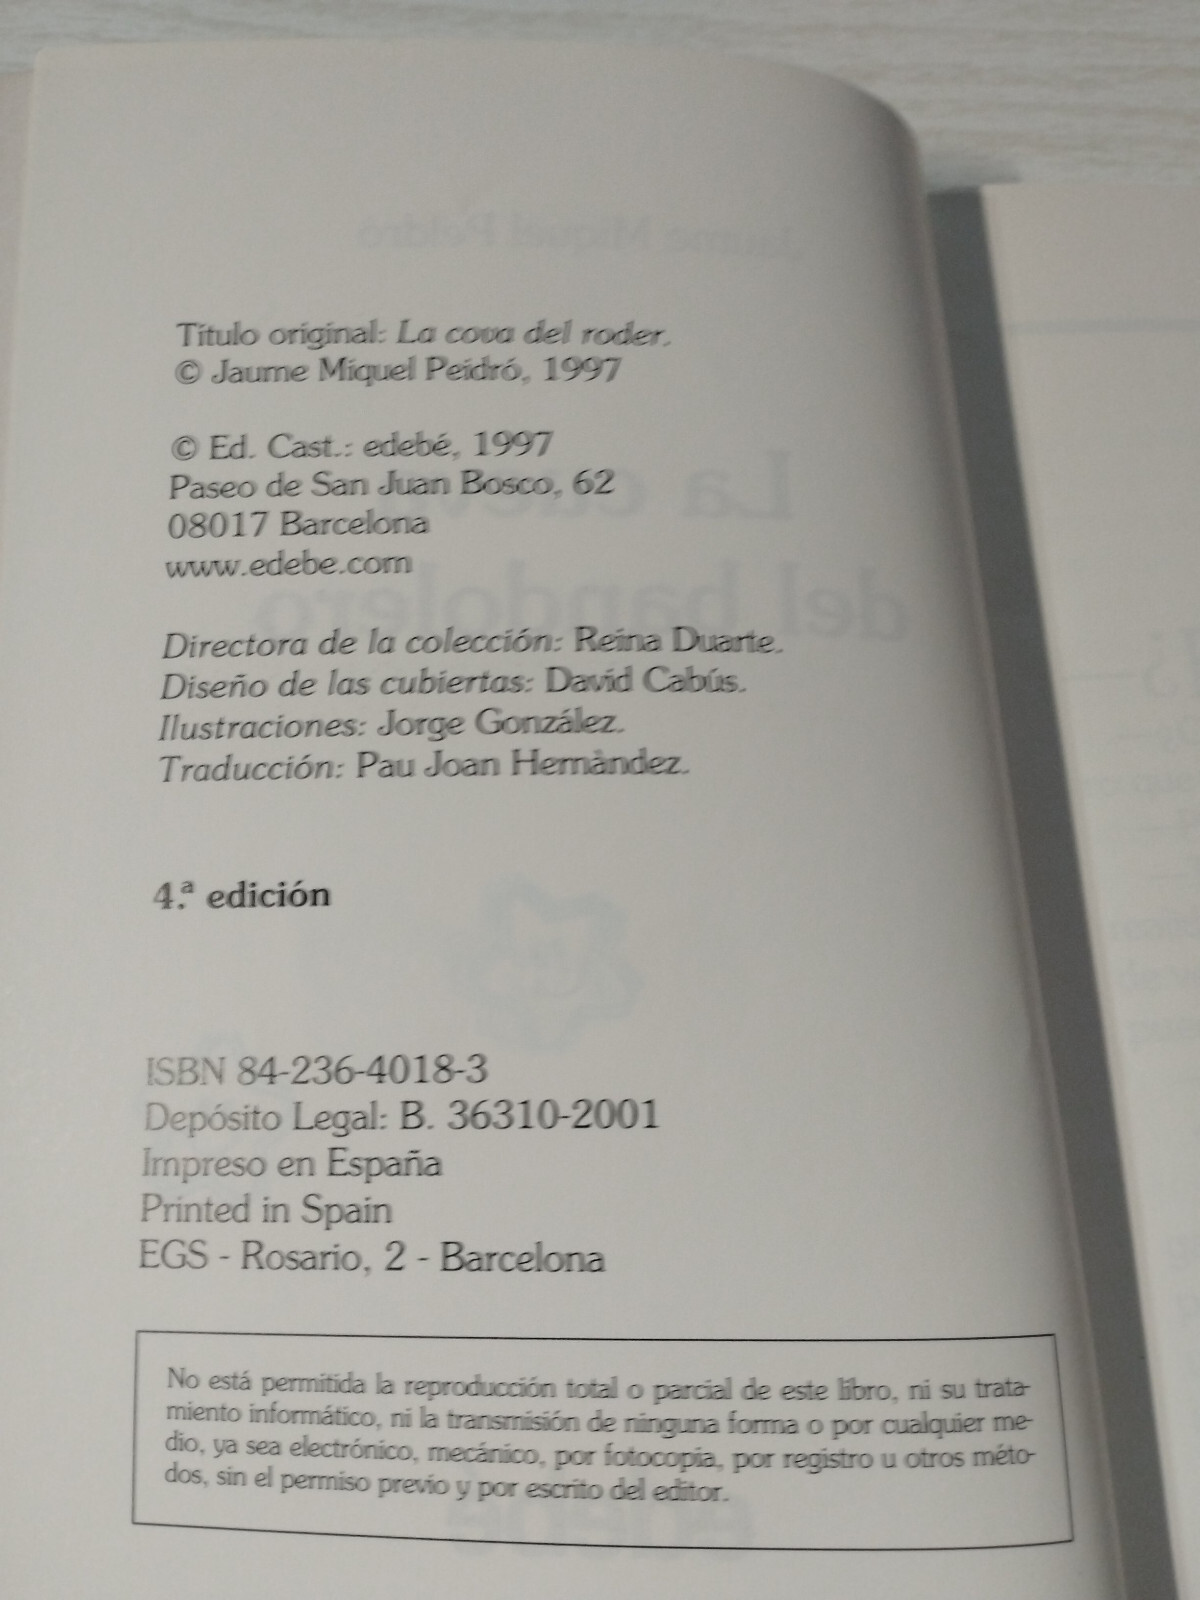 Título original: La cova del roder.
© Jaume Miquel Peidró, 1997
© Ed. Cast.: edebé, 1997
Paseo de San Juan Bosco, 62
08017 Barcelona
www.edebe.com
Directora de la colección: Reina Duarte.
Diseño de las cubiertas: David Cabús.
Ilustraciones: Jorge González.
Traducción: Pau Joan Hernàndez.
4.ª edición
ISBN 84-236-4018-3
Depósito Legal: B. 36310-2001
Impreso en España
Printed in Spain
EGS - Rosario, 2 - Barcelona
No está permitida la reproducción total o parcial de este libro, ni su trata-
miento informático, ni la transmisión de ninguna forma o por cualquier me-
dio, ya sea electrónico, mecánico, por fotocopia, por registro u otros méto-
dos, sin el permiso previo y por escrito del editor.